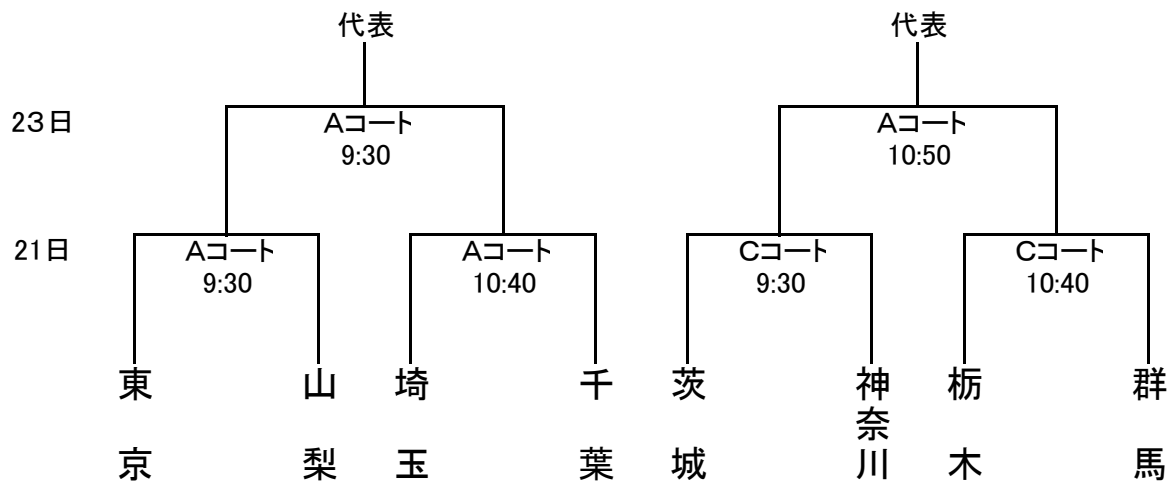 代表 代表
23日 Aコート Aコート
9:30 10:50
21日 Aコート Aコート Cコート Cコート
9:30 10:40 9:30 10:40
東京 山梨 埼玉 千葉 茨城 神奈川 栃木 群馬